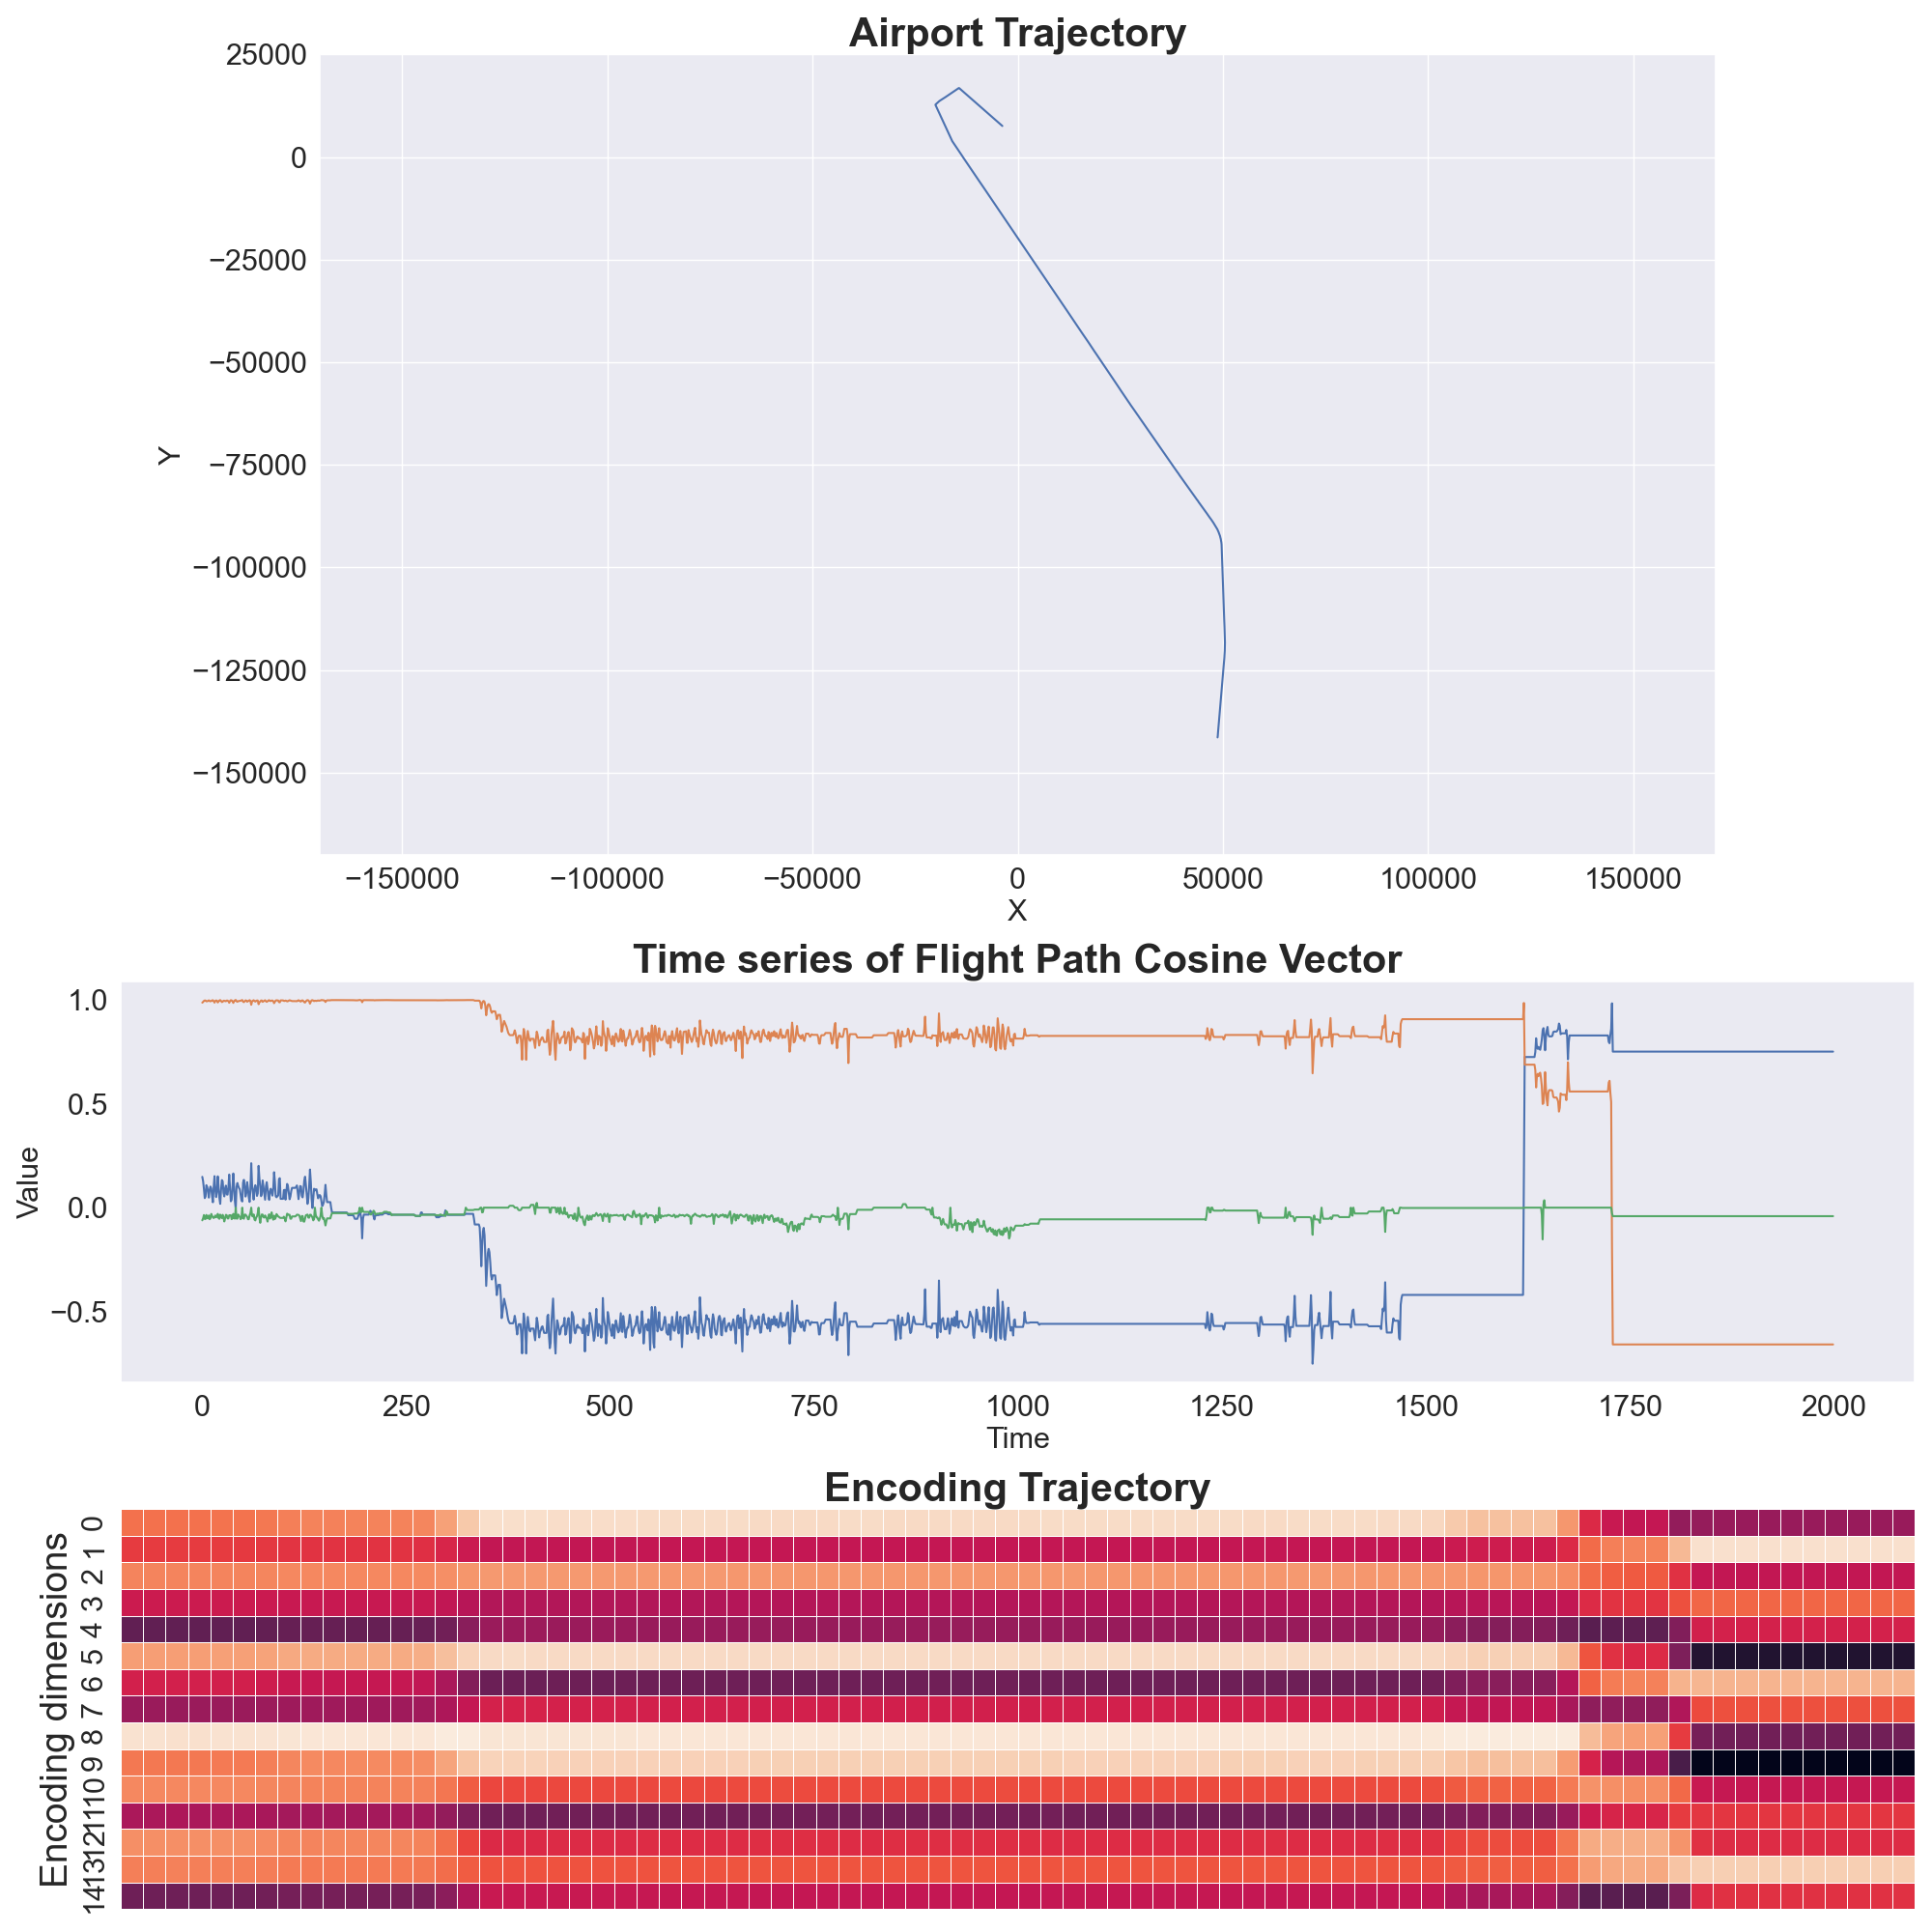 Airport Trajectory
25000
0
−25000
−50000
−75000
−100000
−125000
−150000
Y
−150000 −100000 −50000 0 50000 100000 150000
X
Time series of Flight Path Cosine Vector
1.0
0.5
0.0
−0.5
Value
0 250 500 750 1000 1250 1500 1750 2000
Time
Encoding Trajectory
Encoding dimensions
0
1
2
3
4
5
6
7
8
9
10
11
12
13
14